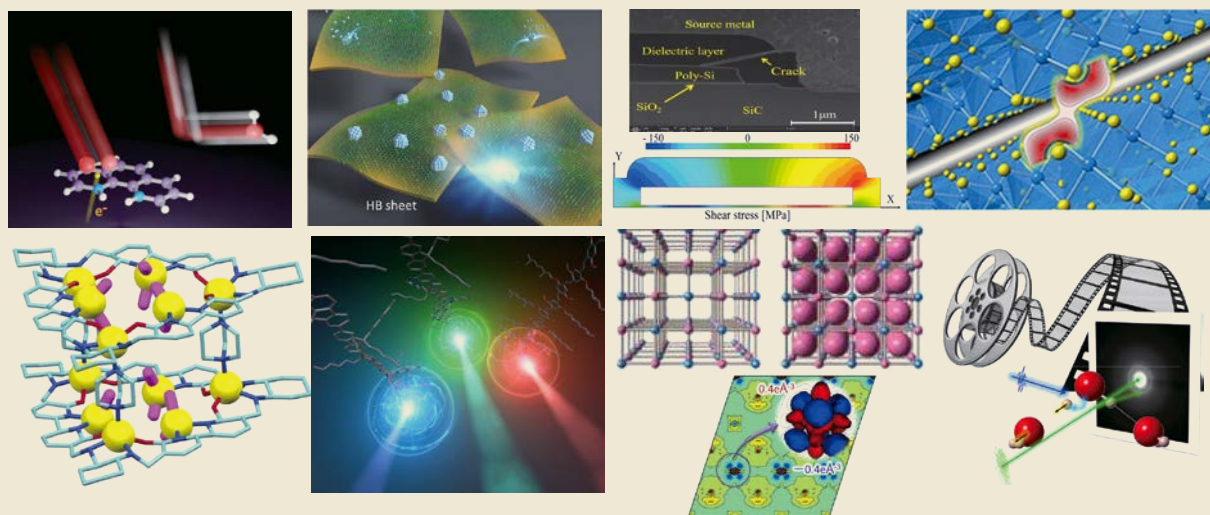 e⁻
HB sheet
Source metal
Dielectric layer
Crack
Poly-Si
SiO₂
SiC
1μm
- 150
0
150
Y
X
Shear stress [MPa]
0.4eÅ⁻³
−0.4eÅ⁻³